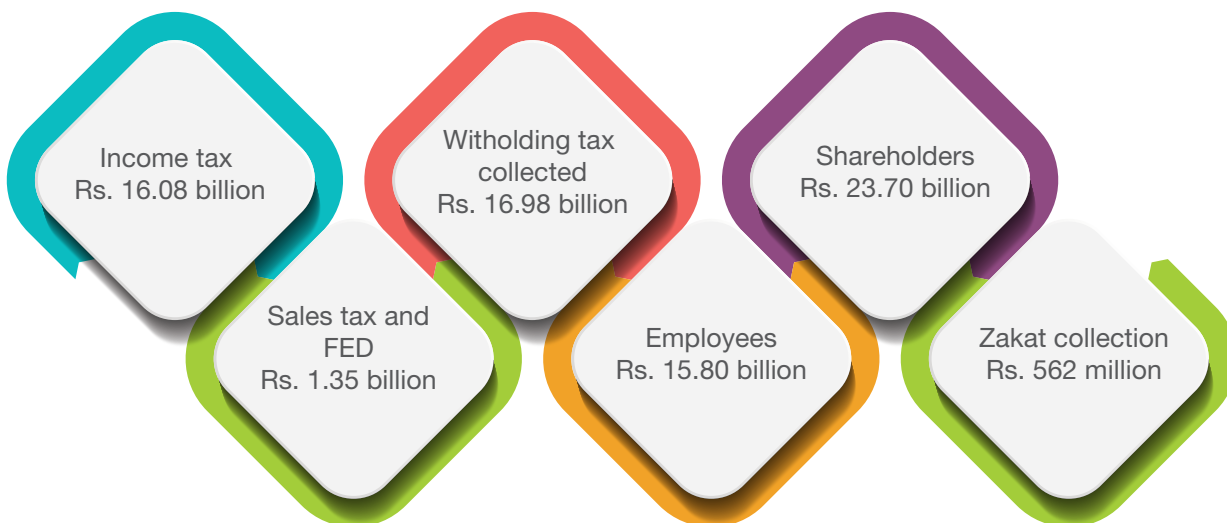 Income tax
Rs. 16.08 billion
Sales tax and
FED
Rs. 1.35 billion
Witholding tax
collected
Rs. 16.98 billion
Employees
Rs. 15.80 billion
Shareholders
Rs. 23.70 billion
Zakat collection
Rs. 562 million